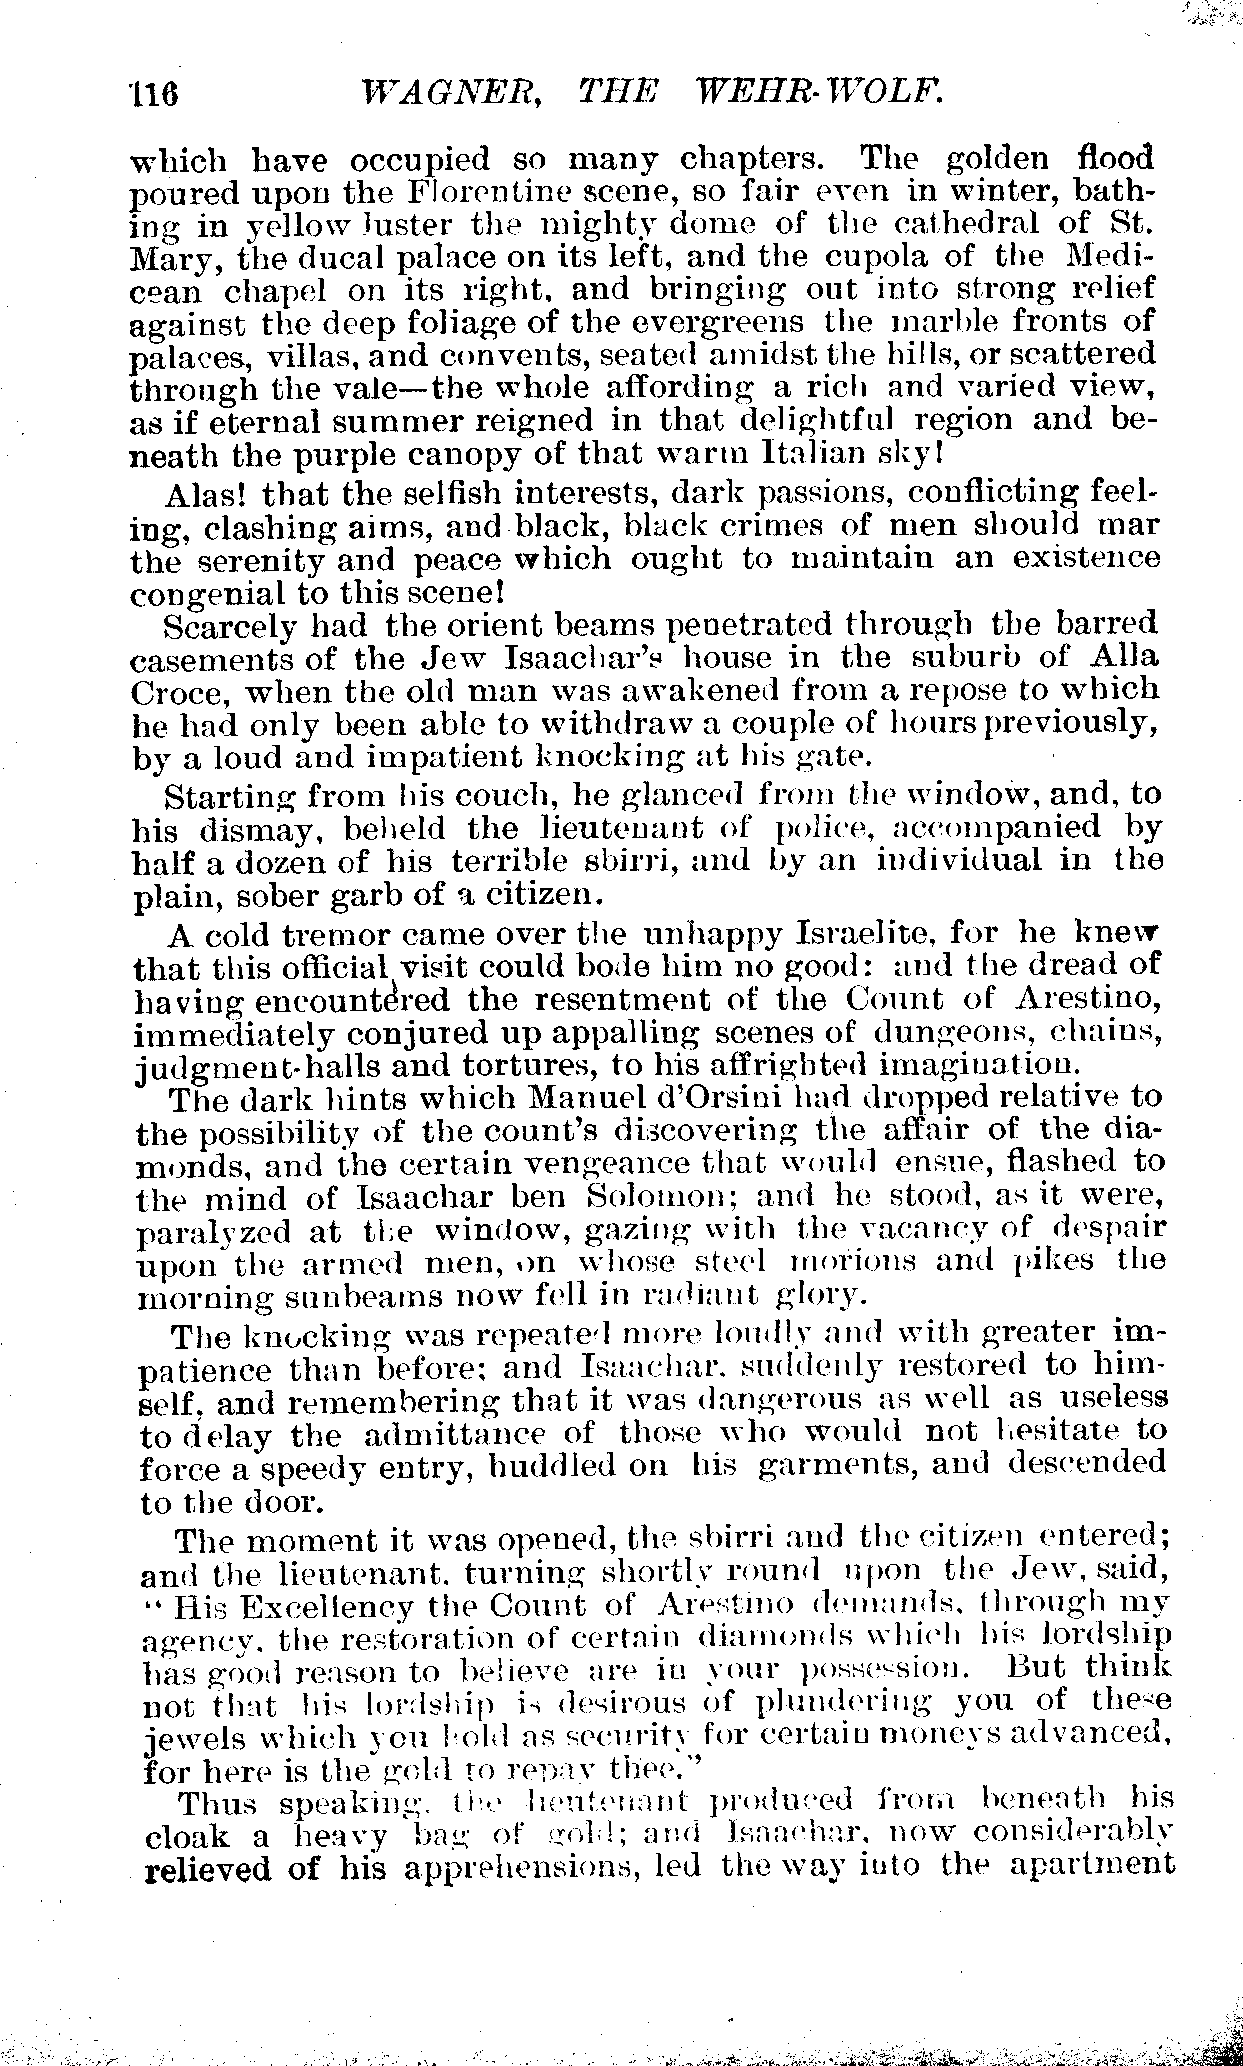 116 WAGNER, THE WEHR-WOLF.
which have occupied so many chapters. The golden flood
poured upon the Florentine scene, so fair even in winter, bath-
ing in yellow luster the mighty dome of the cathedral of St.
Mary, the ducal palace on its left, and the cupola of the Medi-
cean chapel on its right, and bringing out into strong relief
against the deep foliage of the evergreens the marble fronts of
palaces, villas, and convents, seated amidst the hills, or scattered
through the vale—the whole affording a rich and varied view,
as if eternal summer reigned in that delightful region and be-
neath the purple canopy of that warm Italian sky!
Alas! that the selfish interests, dark passions, conflicting feel-
ing, clashing aims, and black, black crimes of men should mar
the serenity and peace which ought to maintain an existence
congenial to this scene!
Scarcely had the orient beams penetrated through the barred
casements of the Jew Isaachar's house in the suburb of Alla
Croce, when the old man was awakened from a repose to which
he had only been able to withdraw a couple of hours previously,
by a loud and impatient knocking at his gate.
Starting from his couch, he glanced from the window, and, to
his dismay, beheld the lieutenant of police, accompanied by
half a dozen of his terrible sbirri, and by an individual in the
plain, sober garb of a citizen.
A cold tremor came over the unhappy Israelite, for he knew
that this official visit could bode him no good: and the dread of
having encountered the resentment of the Count of Arestino,
immediately conjured up appalling scenes of dungeons, chains,
judgment-halls and tortures, to his affrighted imagination.
The dark hints which Manuel d'Orsini had dropped relative to
the possibility of the count's discovering the affair of the dia-
monds, and the certain vengeance that would ensue, flashed to
the mind of Isaachar ben Solomon; and he stood, as it were,
paralyzed at the window, gazing with the vacancy of despair
upon the armed men, on whose steel morions and pikes the
morning sunbeams now fell in radiant glory.
The knocking was repeated more loudly and with greater im-
patience than before; and Isaachar, suddenly restored to him-
self, and remembering that it was dangerous as well as useless
to delay the admittance of those who would not hesitate to
force a speedy entry, huddled on his garments, and descended
to the door.
The moment it was opened, the sbirri and the citizen entered;
and the lieutenant, turning shortly round upon the Jew, said,
"His Excellency the Count of Arestino demands, through my
agency, the restoration of certain diamonds which his lordship
has good reason to believe are in your possession. But think
not that his lordship is desirous of plundering you of these
jewels which you hold as security for certain moneys advanced,
for here is the gold to repay thee."
Thus speaking, the lieutenant produced from beneath his
cloak a heavy bag of gold; and Isaachar, now considerably
relieved of his apprehensions, led the way into the apartment